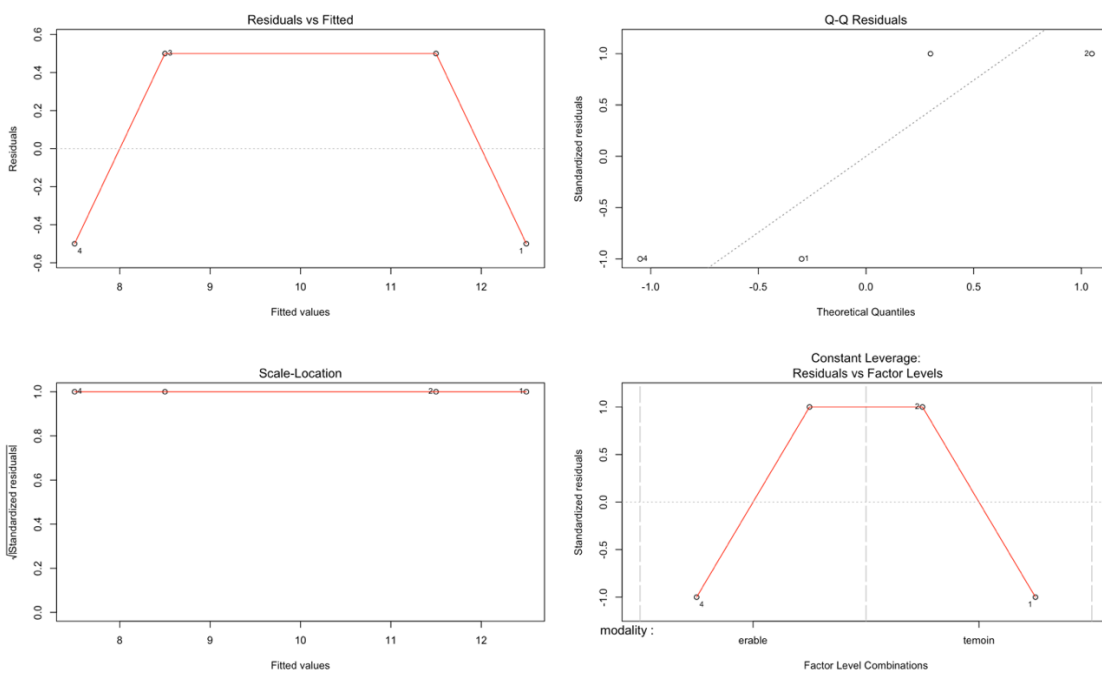 Residuals vs Fitted
0.6
0.4
0.2
0.0
-0.2
-0.4
-0.6
Residuals
3
4
1
8 9 10 11 12
Fitted values
Q-Q Residuals
1.0
0.5
0.0
-0.5
-1.0
Standardized residuals
2
4
1
-1.0 -0.5 0.0 0.5 1.0
Theoretical Quantiles
Scale-Location
1.0
0.8
0.6
0.4
0.2
0.0
√|Standardized residuals|
4 2 1
8 9 10 11 12
Fitted values
Constant Leverage:
Residuals vs Factor Levels
1.0
0.5
0.0
-0.5
-1.0
Standardized residuals
2
4
1
modality :
erable temoin
Factor Level Combinations